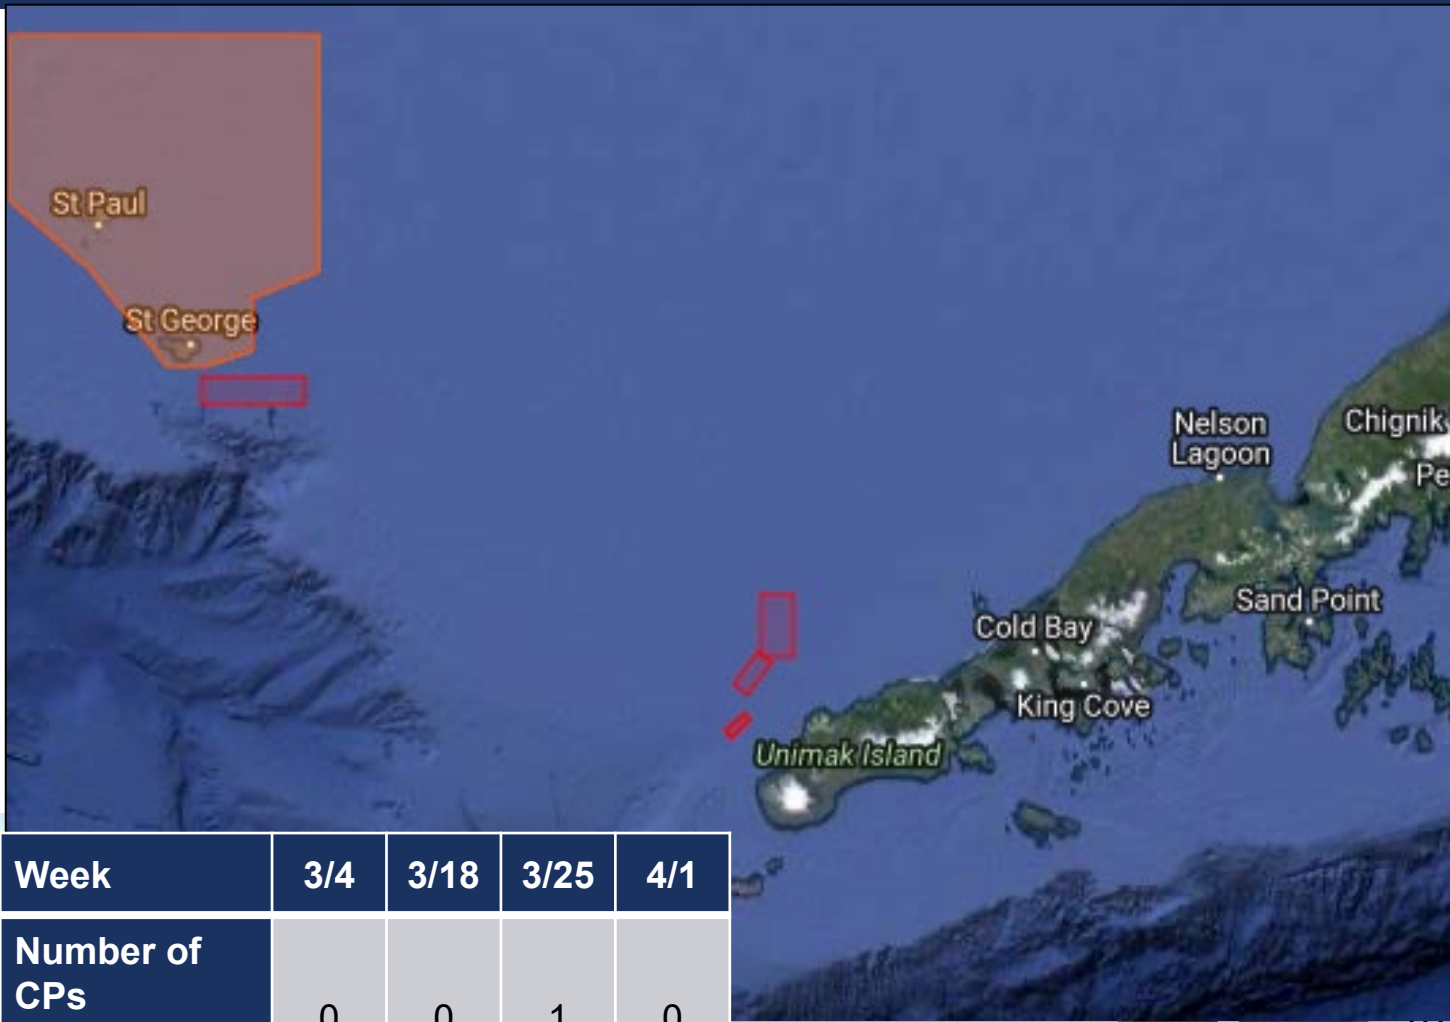 St Paul
St George
Nelson
Lagoon
Chignik
Pe
Sand Point
Cold Bay
King Cove
Unimak Island
Week 3/4 3/18 3/25 4/1
Number of
CPs
0 0 1 0